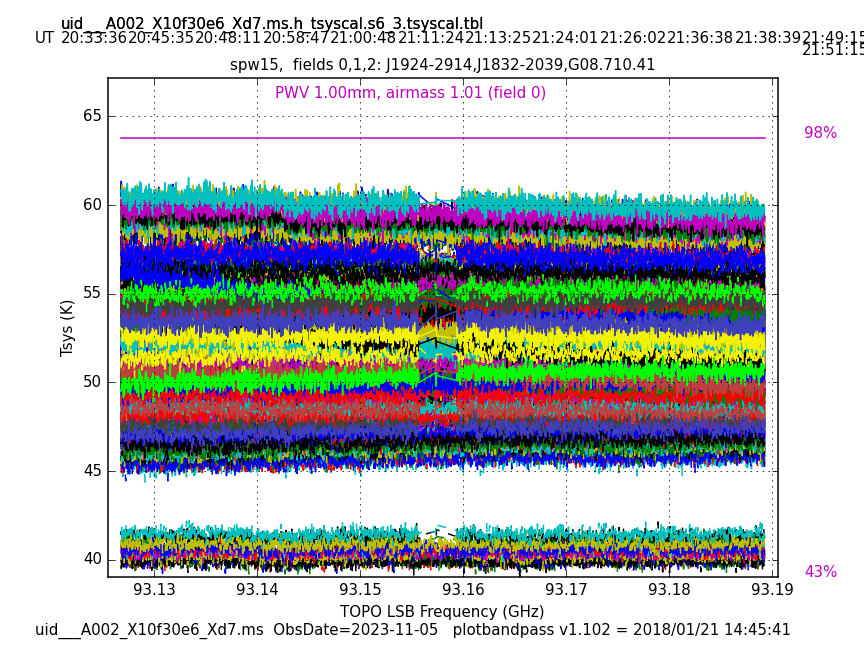 uid___A002_X10f30e6_Xd7.ms.h_tsyscal.s6_3.tsyscal.tbl
UT 20:33:36 20:45:35 20:48:11 20:58:47 21:00:48 21:11:24 21:13:25 21:24:01 21:26:02 21:36:38 21:38:39 21:49:15
21:51:15
spw15,  fields 0,1,2: J1924-2914,J1832-2039,G08.710.41
PWV 1.00mm, airmass 1.01 (field 0)
65
98%
60
55
Tsys (K)
50
45
40
43%
93.13 93.14 93.15 93.16 93.17 93.18 93.19
TOPO LSB Frequency (GHz)
uid___A002_X10f30e6_Xd7.ms  ObsDate=2023-11-05   plotbandpass v1.102 = 2018/01/21 14:45:41